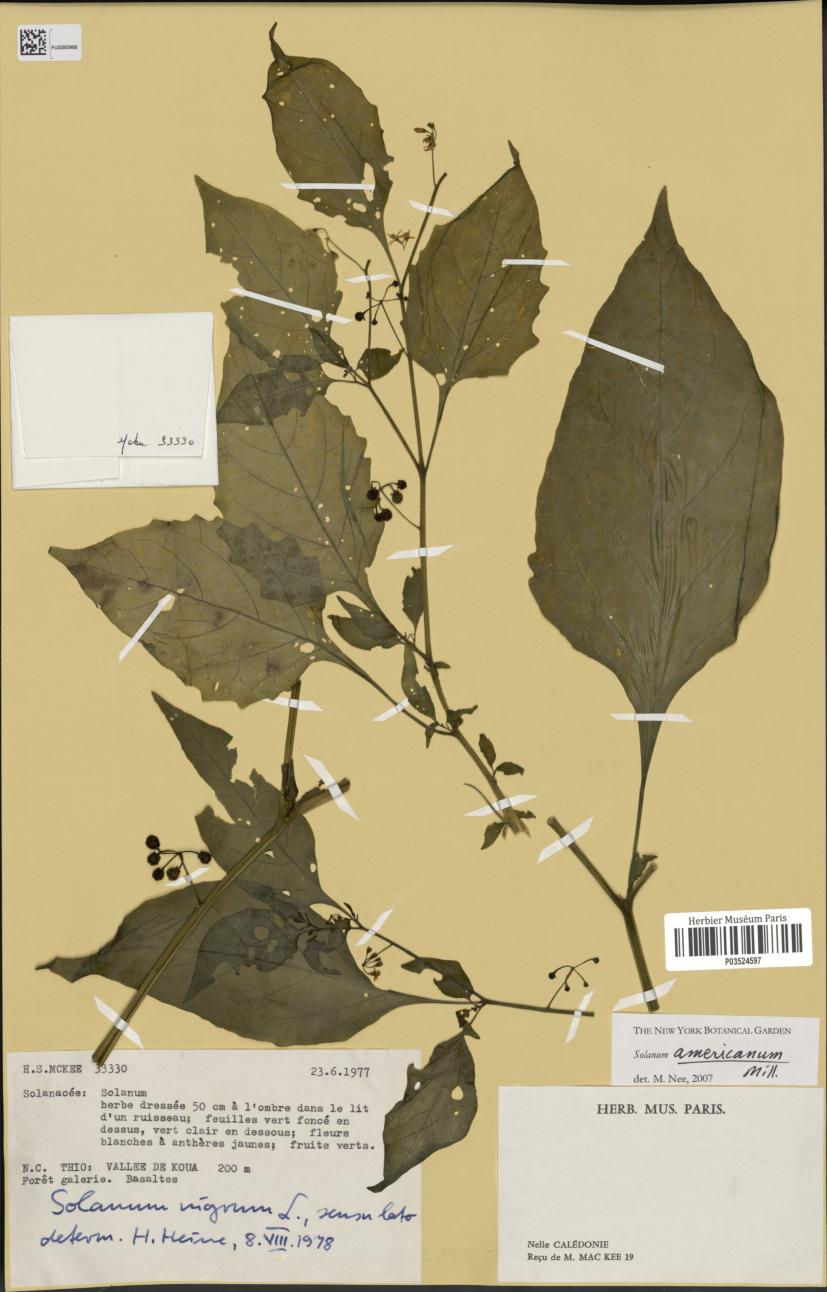 Mckee 33330
Herbier Muséum Paris
P03524597
THE NEW YORK BOTANICAL GARDEN
Solanum americanum
Mill.
det. M. Nee, 2007
H.S.MCKEE 33330 23.6.1977
Solanacée: Solanum
herbe dressée 50 cm à l'ombre dans le lit
d'un ruisseau; feuilles vert foncé en
dessus, vert clair en dessous; fleurs
blanches à anthères jaunes; fruits verts.
N.C. THIO: VALLEE DE KOUA 200 m
Forêt galerie. Basaltes
Solanum nigrum L., sensu lato
determ. H. Heine, 8.VIII.1978
HERB. MUS. PARIS.
Nelle CALÉDONIE
Reçu de M. MAC KEE 19